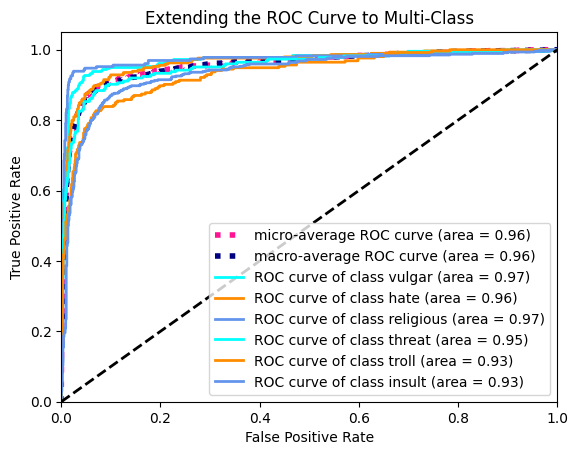 Extending the ROC Curve to Multi-Class
True Positive Rate
1.0
0.8
0.6
0.4
0.2
0.0
micro-average ROC curve (area = 0.96)
macro-average ROC curve (area = 0.96)
ROC curve of class vulgar (area = 0.97)
ROC curve of class hate (area = 0.96)
ROC curve of class religious (area = 0.97)
ROC curve of class threat (area = 0.95)
ROC curve of class troll (area = 0.93)
ROC curve of class insult (area = 0.93)
0.0 0.2 0.4 0.6 0.8 1.0
False Positive Rate